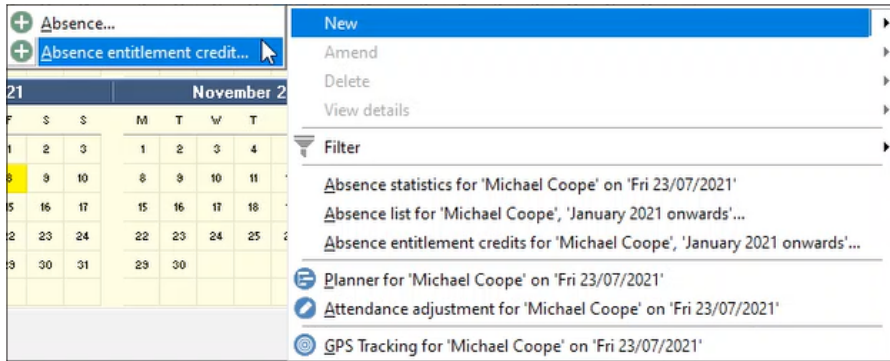 Absence...
Absence entitlement credit...
New
Amend
Delete
View details
Filter
Absence statistics for 'Michael Coope' on 'Fri 23/07/2021'
Absence list for 'Michael Coope', 'January 2021 onwards'...
Absence entitlement credits for 'Michael Coope', 'January 2021 onwards'...
Planner for 'Michael Coope' on 'Fri 23/07/2021'
Attendance adjustment for 'Michael Coope' on 'Fri 23/07/2021'
GPS Tracking for 'Michael Coope' on 'Fri 23/07/2021'
21 November 2
F S S M T W T
1 2 3 1 2 3 4
8 9 10 8 9 10 11
15 16 17 15 16 17 18
22 23 24 22 23 24 25
29 30 31 29 30